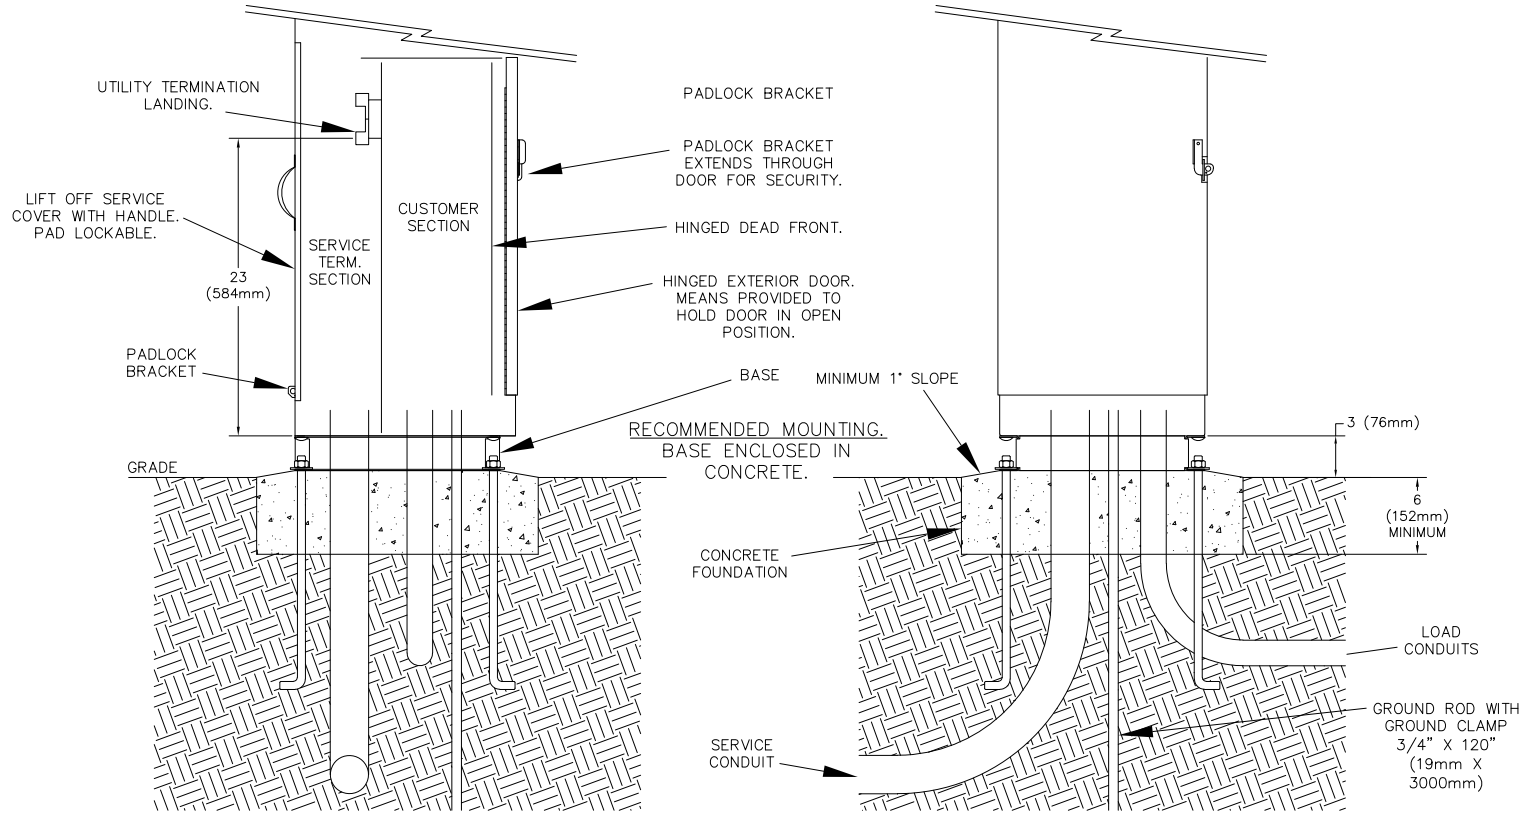 UTILITY TERMINATION
LANDING.
LIFT OFF SERVICE
COVER WITH HANDLE.
PAD LOCKABLE.
23
(584mm)
PADLOCK
BRACKET
GRADE
SERVICE
TERM.
SECTION
CUSTOMER
SECTION
PADLOCK BRACKET
PADLOCK BRACKET
EXTENDS THROUGH
DOOR FOR SECURITY.
HINGED DEAD FRONT.
HINGED EXTERIOR DOOR.
MEANS PROVIDED TO
HOLD DOOR IN OPEN
POSITION.
BASE
MINIMUM 1" SLOPE
RECOMMENDED MOUNTING.
BASE ENCLOSED IN
CONCRETE.
CONCRETE
FOUNDATION
SERVICE
CONDUIT
3 (76mm)
6
(152mm)
MINIMUM
LOAD
CONDUITS
GROUND ROD WITH
GROUND CLAMP
3/4" X 120"
(19mm X
3000mm)